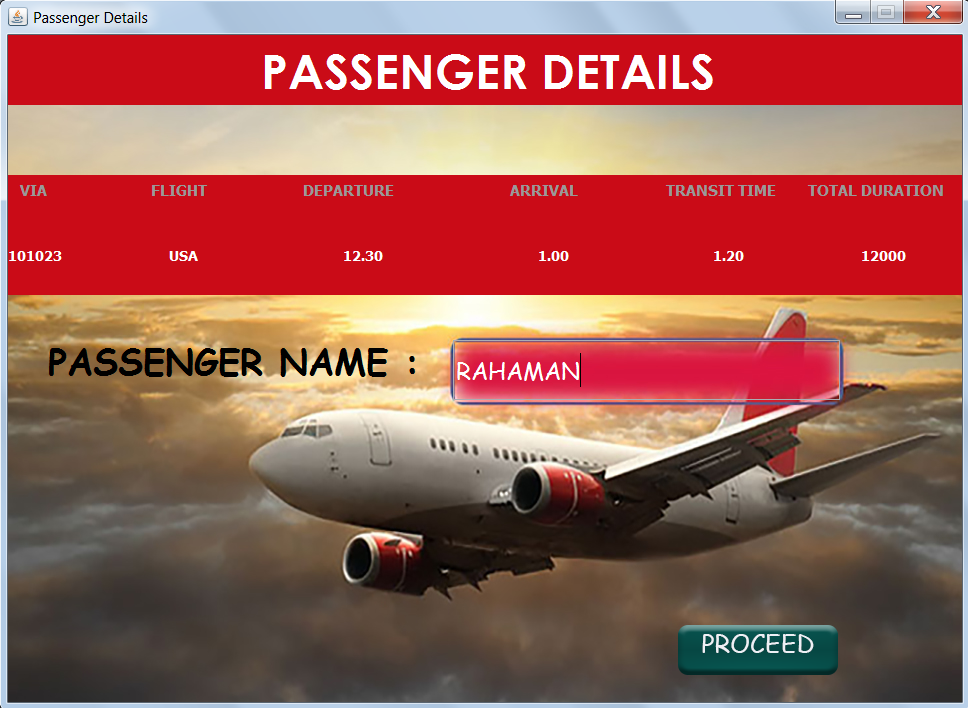 Passenger Details
PASSENGER DETAILS
VIA FLIGHT DEPARTURE ARRIVAL TRANSIT TIME TOTAL DURATION
101023 USA 12.30 1.00 1.20 12000
PASSENGER NAME : RAHAMAN
PROCEED